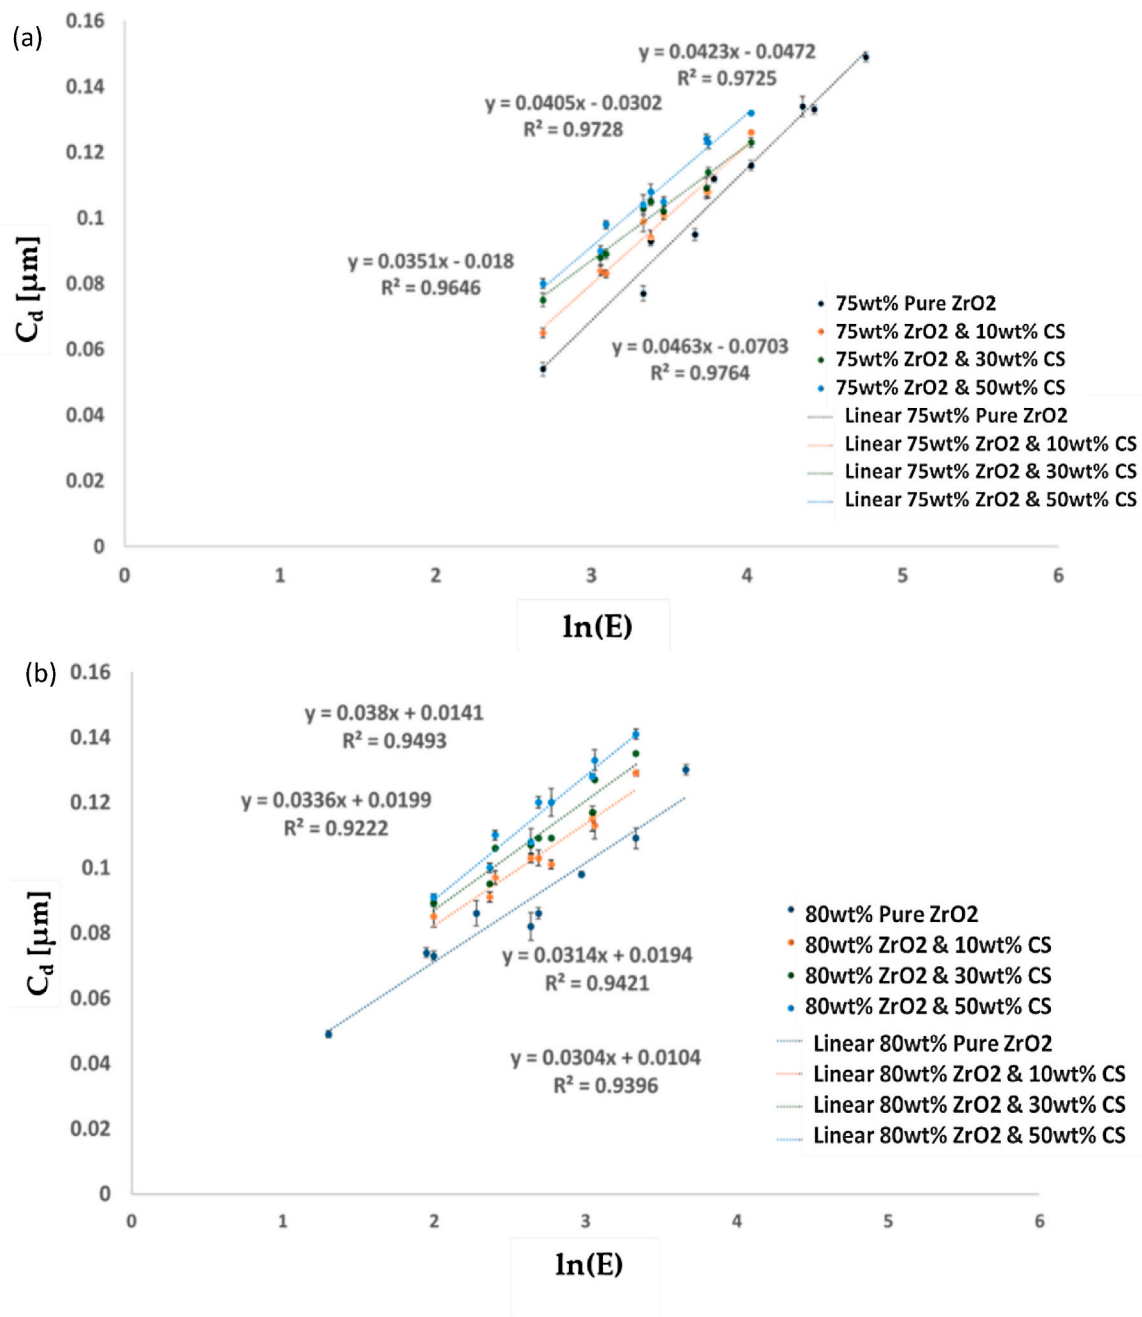 (a)
0.16
0.14
0.12
0.1
0.08
0.06
0.04
0.02
0
Cd [µm]
y = 0.0423x - 0.0472
R² = 0.9725
y = 0.0405x - 0.0302
R² = 0.9728
y = 0.0351x - 0.018
R² = 0.9646
y = 0.0463x - 0.0703
R² = 0.9764
75wt% Pure ZrO2
75wt% ZrO2 & 10wt% CS
75wt% ZrO2 & 30wt% CS
75wt% ZrO2 & 50wt% CS
Linear 75wt% Pure ZrO2
Linear 75wt% ZrO2 & 10wt% CS
Linear 75wt% ZrO2 & 30wt% CS
Linear 75wt% ZrO2 & 50wt% CS
0 1 2 3 4 5 6
ln(E)
(b)
0.16
0.14
0.12
0.1
0.08
0.06
0.04
0.02
0
Cd [µm]
y = 0.038x + 0.0141
R² = 0.9493
y = 0.0336x + 0.0199
R² = 0.9222
y = 0.0314x + 0.0194
R² = 0.9421
y = 0.0304x + 0.0104
R² = 0.9396
80wt% Pure ZrO2
80wt% ZrO2 & 10wt% CS
80wt% ZrO2 & 30wt% CS
80wt% ZrO2 & 50wt% CS
Linear 80wt% Pure ZrO2
Linear 80wt% ZrO2 & 10wt% CS
Linear 80wt% ZrO2 & 30wt% CS
Linear 80wt% ZrO2 & 50wt% CS
0 1 2 3 4 5 6
ln(E)